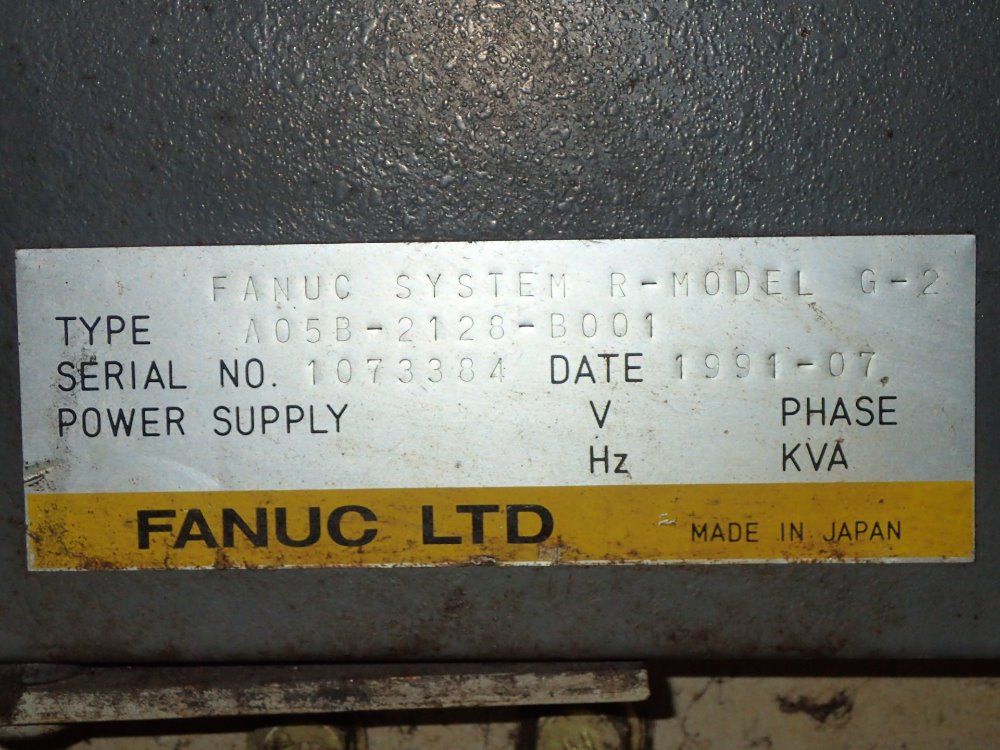 FANUC SYSTEM R-MODEL G-2
TYPE A05B-2128-B001
SERIAL NO. 1073384 DATE 1991-07.
POWER SUPPLY V PHASE
Hz KVA
FANUC LTD MADE IN JAPAN